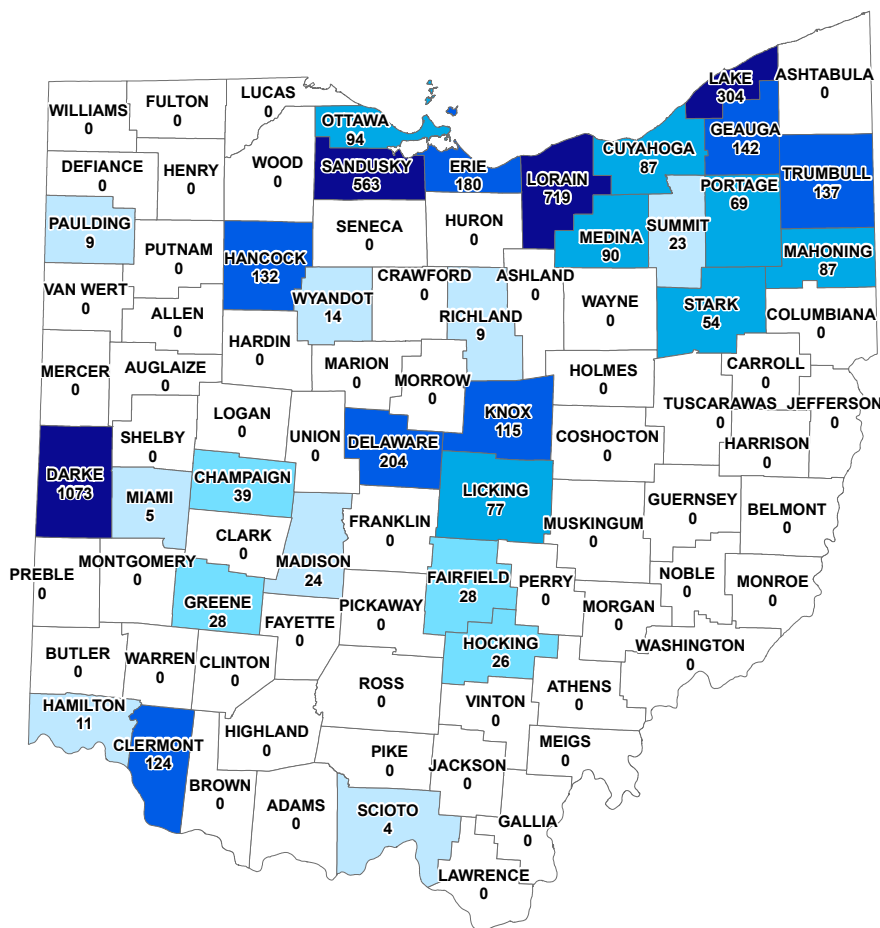 WILLIAMS
0
FULTON
0
LUCAS
0
OTTAWA
94
LAKE
304
ASHTABULA
0
DEFIANCE
0
HENRY
0
WOOD
0
SANDUSKY
563
ERIE
180
LORAIN
719
CUYAHOGA
87
GEAUGA
142
TRUMBULL
137
PAULDING
9
PUTNAM
0
HANCOCK
132
SENECA
0
HURON
0
MEDINA
90
SUMMIT
23
PORTAGE
69
MAHONING
87
VAN WERT
0
ALLEN
0
WYANDOT
14
CRAWFORD
0
RICHLAND
9
ASHLAND
0
WAYNE
0
STARK
54
COLUMBIANA
0
MERCER
0
AUGLAIZE
0
HARDIN
0
MARION
0
MORROW
0
HOLMES
0
CARROLL
0
TUSCARAWAS
0
JEFFERSON
0
LOGAN
0
SHELBY
0
UNION
0
DELAWARE
204
KNOX
115
COSHOCTON
0
HARRISON
0
DARKE
1073
MIAMI
5
CHAMPAIGN
39
LICKING
77
GUERNSEY
0
BELMONT
0
CLARK
0
FRANKLIN
0
MUSKINGUM
0
PREBLE
0
MONTGOMERY
0
MADISON
24
FAIRFIELD
28
PERRY
0
NOBLE
0
MONROE
0
GREENE
28
FAYETTE
0
PICKAWAY
0
MORGAN
0
HOCKING
26
WASHINGTON
0
BUTLER
0
WARREN
0
CLINTON
0
ROSS
0
VINTON
0
ATHENS
0
HAMILTON
11
CLERMONT
124
HIGHLAND
0
PIKE
0
JACKSON
0
MEIGS
0
BROWN
0
ADAMS
0
SCIOTO
4
GALLIA
0
LAWRENCE
0